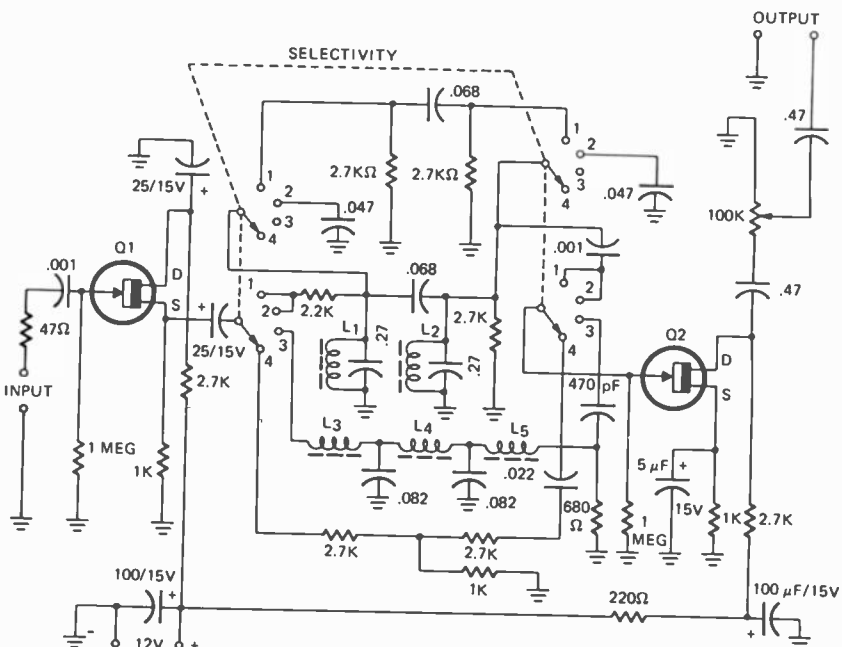 OUTPUT
SELECTIVITY
.068
.47
1
2
3
4
2.7KΩ
2.7KΩ
.047
1
2
3
4
.047
25/15V
+
100K
Q1
.001
D
S
47Ω
INPUT
+
25/15V
1
2
3
4
2.2K
.068
2.7K
.001
1
2
3
4
.47
L1
.27
L2
.27
Q2
D
S
470 pF
2.7K
1 MEG
1K
L3
L4
L5
.022
.082
.082
680
Ω
1
MEG
5 μF
+
15V
1K
2.7K
2.7K
2.7K
1K
100/15V
+
220Ω
100 μF/15V
+
-
12V
+